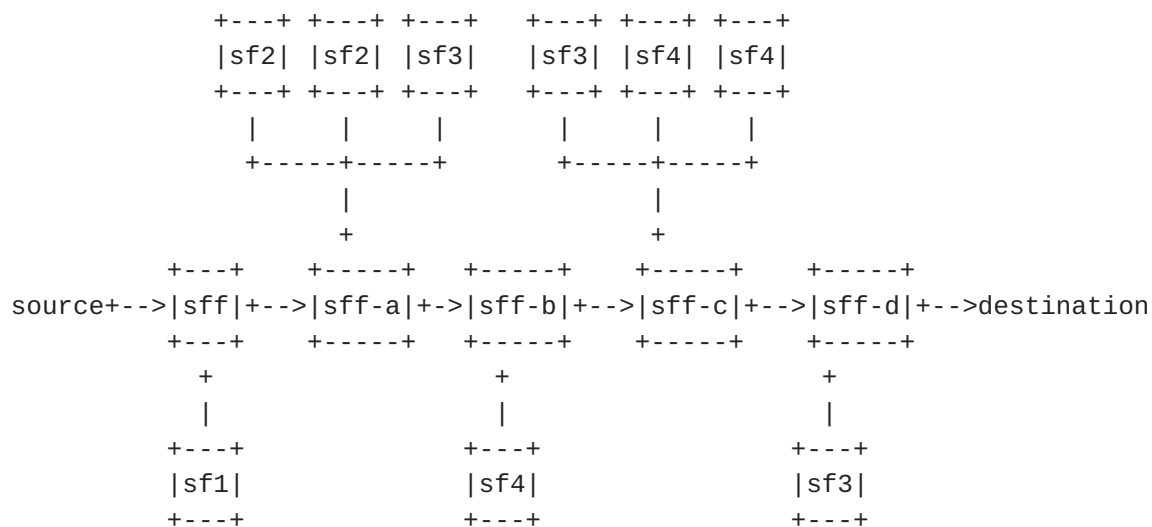 +---+ +---+ +---+   +---+ +---+ +---+
            |sf2| |sf2| |sf3|   |sf3| |sf4| |sf4|
            +---+ +---+ +---+   +---+ +---+ +---+
              |     |     |       |     |     |
              +-----+-----+       +-----+-----+
                    |                   |
                    +                   +
         +---+    +-----+   +-----+    +-----+    +-----+
source+-->|sff|+-->|sff-a|+->|sff-b|+-->|sff-c|+-->|sff-d|+-->destination
         +---+    +-----+   +-----+    +-----+    +-----+
           +                  +                    +
           |                  |                    |
         +---+              +---+                +---+
         |sf1|              |sf4|                |sf3|
         +---+              +---+                +---+